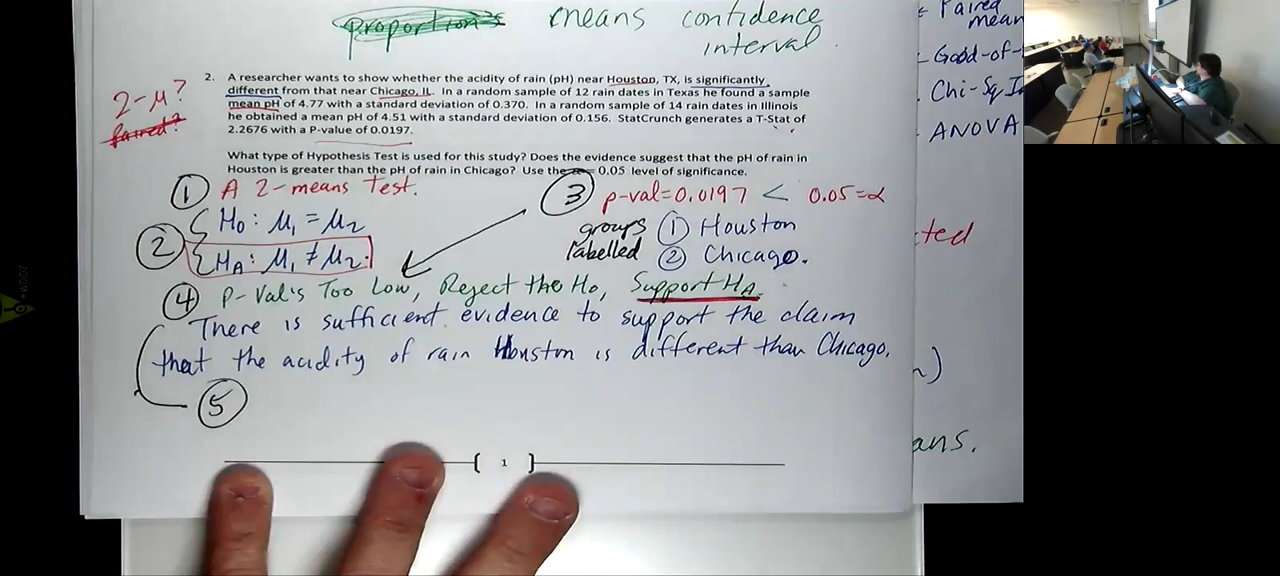 proportion's means confidence
interval.
2-μ?
paired?
2. A researcher wants to show whether the acidity of rain (pH) near Houston, TX, is significantly
different from that near Chicago, IL. In a random sample of 12 rain dates in Texas he found a sample
mean pH of 4.77 with a standard deviation of 0.370. In a random sample of 14 rain dates in Illinois
he obtained a mean pH of 4.51 with a standard deviation of 0.156. StatCrunch generates a T-Stat of
2.2676 with a P-value of 0.0197.
What type of Hypothesis Test is used for this study? Does the evidence suggest that the pH of rain in
Houston is greater than the pH of rain in Chicago? Use the α = 0.05 level of significance.
① A 2-means Test.
③ p-val=0.0197 < 0.05=α
② { H₀: μ₁ = μ₂
{ HA: μ₁ ≠ μ₂.
groups ① Houston
labelled ② Chicago.
④ P-Val's Too Low, Reject the Ho, Support HA.
There is sufficient evidence to support the claim
that the acidity of rain Houston is different than Chicago.
⑤
{ 1 }
Paired
mean
Good-of-
Chi-Sq I
ANOVA
ted
)
ans.
ZOOM